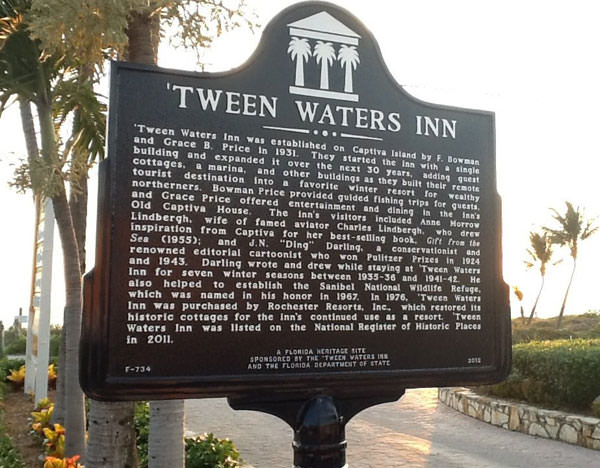 'TWEEN WATERS INN
'Tween Waters Inn was established on Captiva Island by F. Bowman
and Grace B. Price in 1931. They started the inn with a single
building and expanded it over the next 30 years, adding guest
cottages, a marina, and other buildings as they built their remote
tourist destination into a favorite winter resort for wealthy
northerners. Bowman Price provided guided fishing trips for guests,
and Grace Price offered entertainment and dining in the inn's
Old Captiva House. The inn's visitors included Anne Morrow
Lindbergh, wife of famed aviator Charles Lindbergh, who drew
inspiration from Captiva for her best-selling book, Gift from the
Sea (1955); and J.N. "Ding" Darling, a conservationist and
renowned editorial cartoonist who won Pulitzer Prizes in 1924
and 1943. Darling wrote and drew while staying at 'Tween Waters
Inn for seven winter seasons between 1935-36 and 1941-42. He
also helped to establish the Sanibel National Wildlife Refuge,
which was named in his honor in 1967. In 1976, 'Tween Waters
Inn was purchased by Rochester Resorts, Inc., which restored its
historic cottages for the inn's continued use as a resort. 'Tween
Waters Inn was listed on the National Register of Historic Places
in 2011.
A FLORIDA HERITAGE SITE
SPONSORED BY THE 'TWEEN WATERS INN
AND THE FLORIDA DEPARTMENT OF STATE
F-734
2012